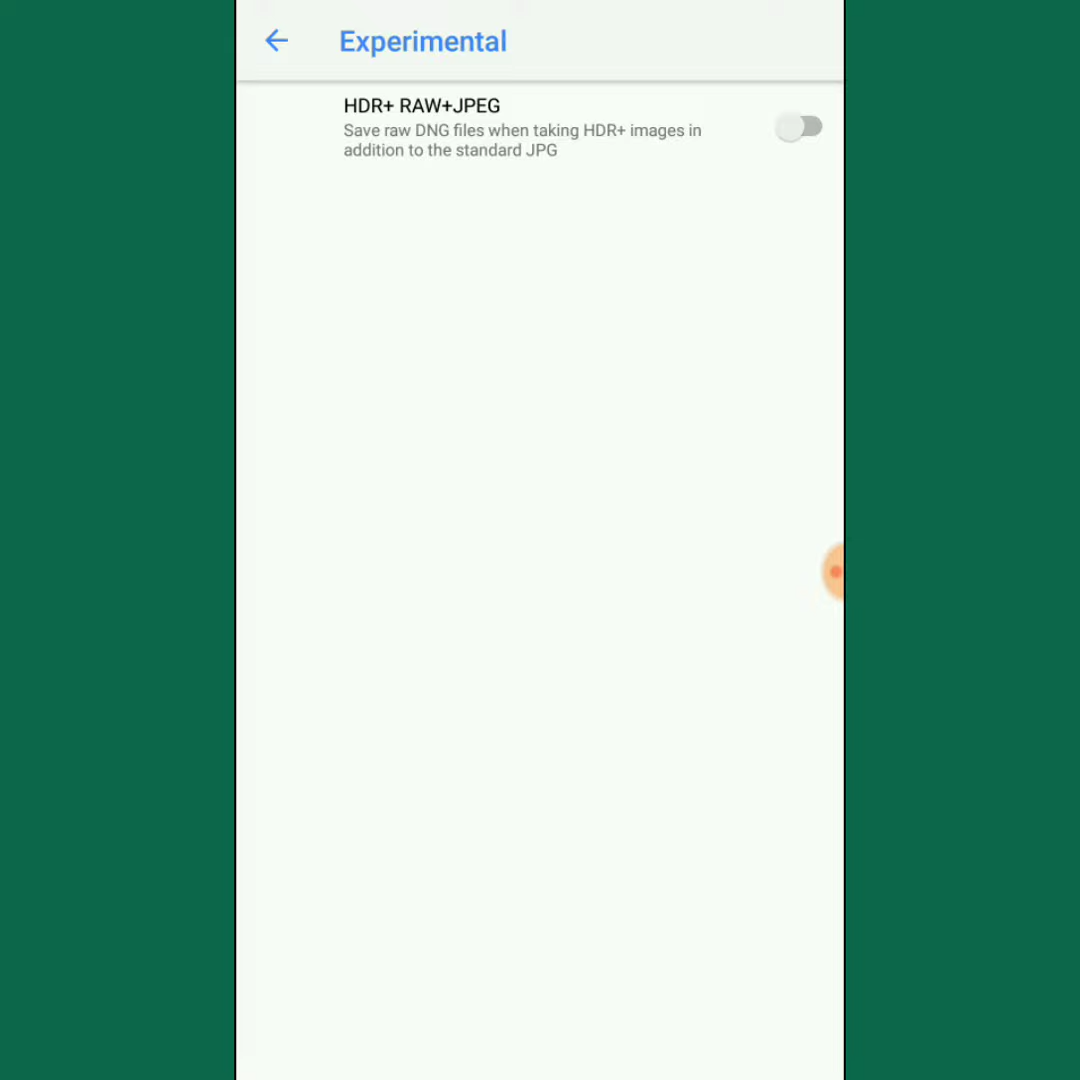 Experimental
HDR+ RAW+JPEG
Save raw DNG files when taking HDR+ images in
addition to the standard JPG